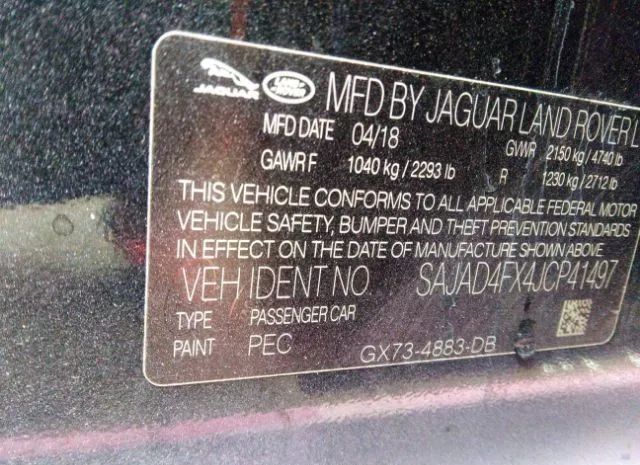 JAGUAR
LAND ROVER
MFD BY JAGUAR LAND ROVER L
MFD DATE 04/18 GVWR 2150 kg / 4740 lb
GAWR F 1040 kg / 2293 lb R 1230 kg / 2712 lb
THIS VEHICLE CONFORMS TO ALL APPLICABLE FEDERAL MOTOR
VEHICLE SAFETY, BUMPER AND THEFT PREVENTION STANDARDS
IN EFFECT ON THE DATE OF MANUFACTURE SHOWN ABOVE
VEH IDENT NO. SAJAD4FX4JCP41497
TYPE PASSENGER CAR
PAINT PEC GX73-4883-DB